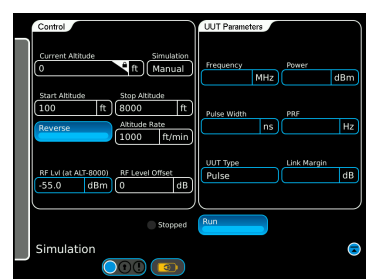 Control
Current Altitude
Simulation
0 ft Manual
Start Altitude Stop Altitude
100 ft 8000 ft
Reverse
Altitude Rate
1000 ft/min
RF Lvl (at ALT-8000) RF Level Offset
-55.0 dBm 0 dB
UUT Parameters
Frequency Power
MHz dBm
Pulse Width PRF
ns Hz
UUT Type Link Margin
Pulse dB
Stopped
Run
Simulation